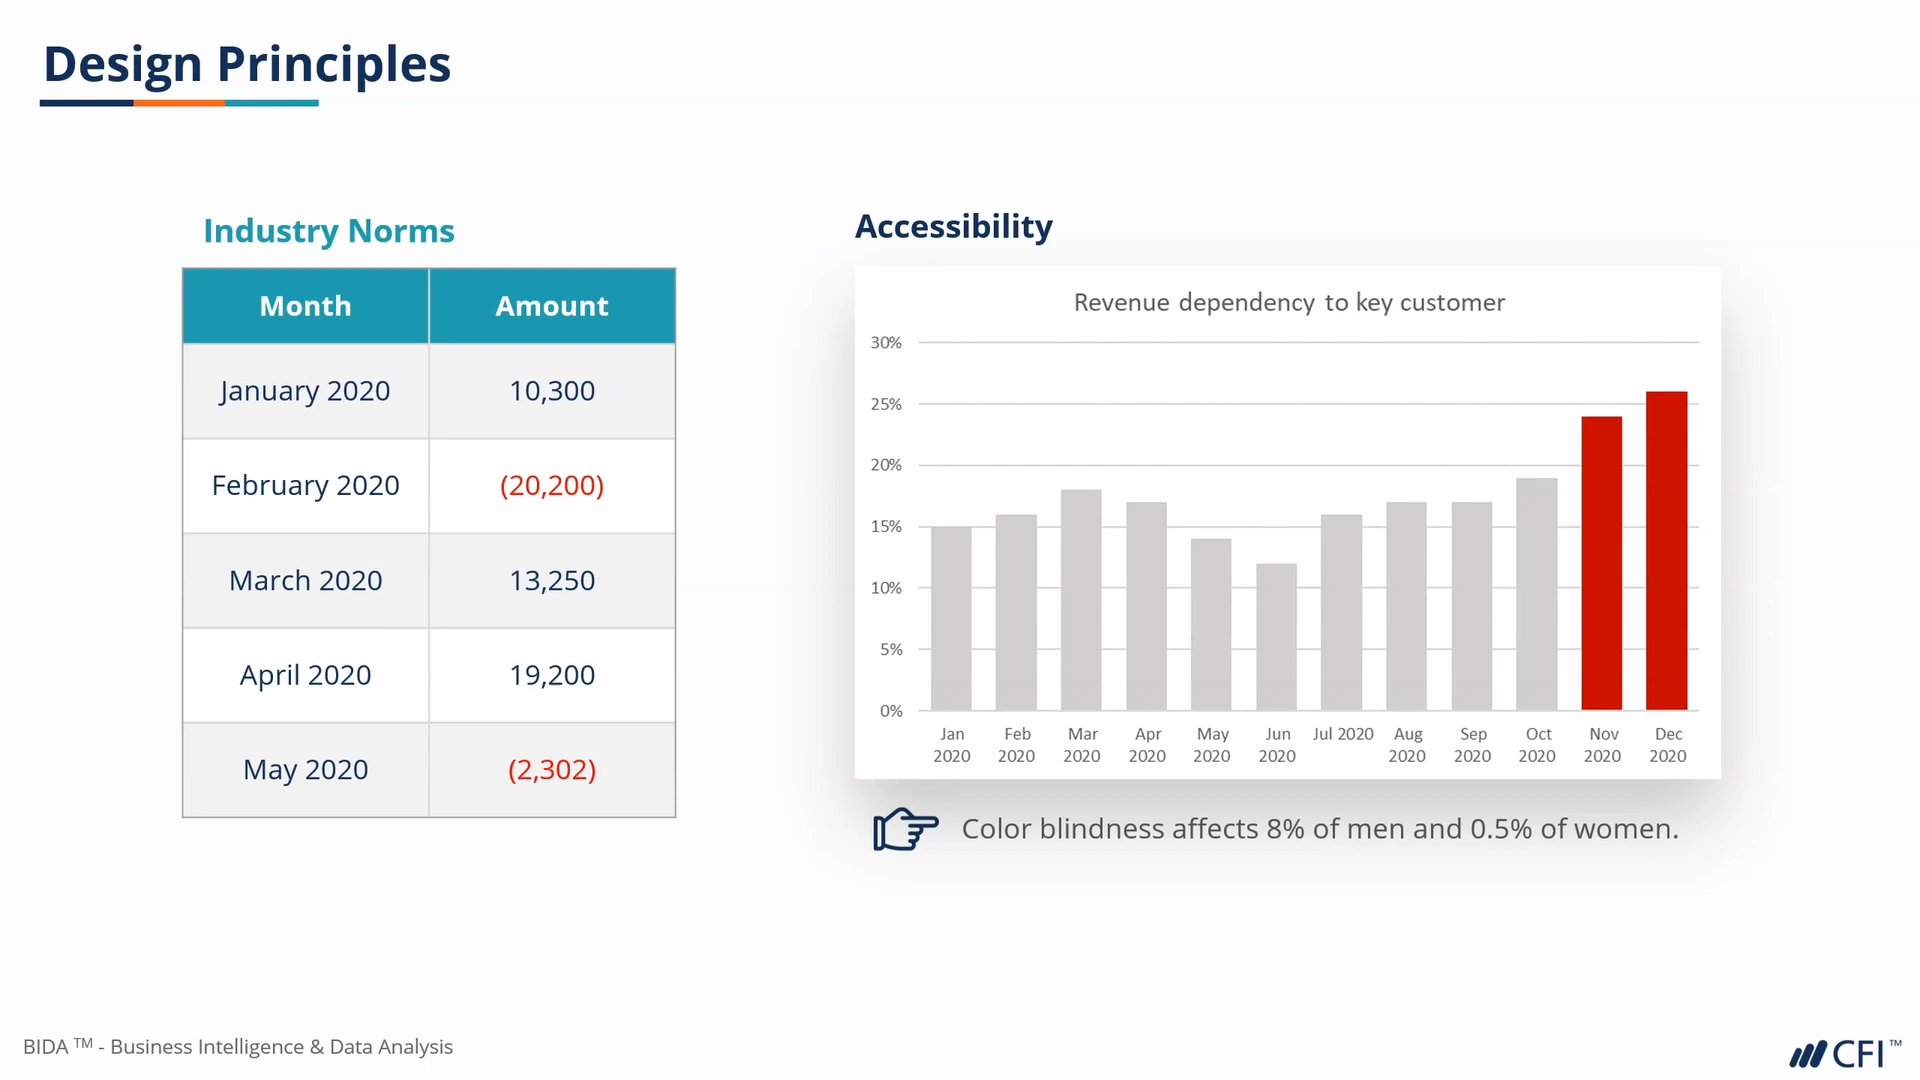 Design Principles
Industry Norms
Month Amount
January 2020 10,300
February 2020 (20,200)
March 2020 13,250
April 2020 19,200
May 2020 (2,302)
Accessibility
Revenue dependency to key customer
30%
25%
20%
15%
10%
5%
0%
Jan Feb Mar Apr May Jun Jul 2020 Aug Sep Oct Nov Dec
2020 2020 2020 2020 2020 2020 2020 2020 2020 2020 2020
Color blindness affects 8% of men and 0.5% of women.
BIDA TM - Business Intelligence & Data Analysis
CFI™